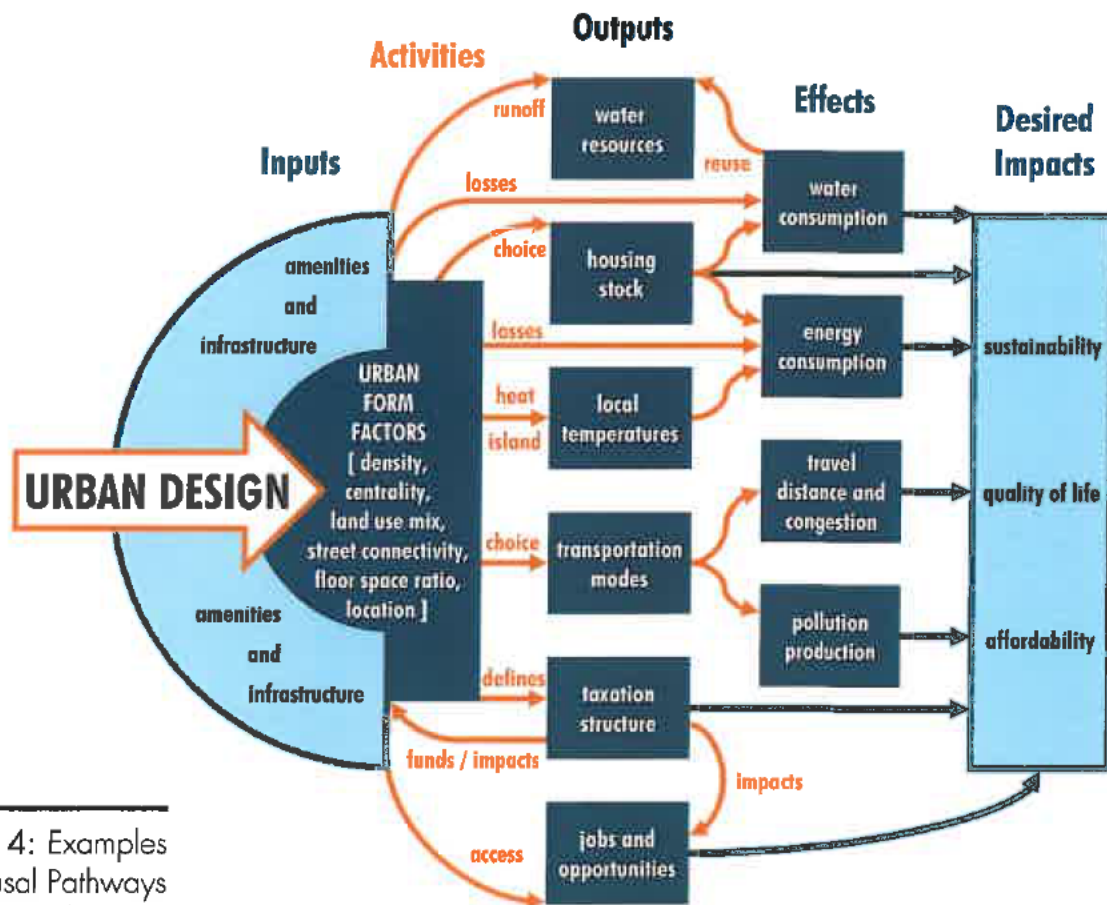 Outputs
Activities
Effects
Desired
Impacts
Inputs
runoff
water
resources
reuse
water
consumption
losses
choice
housing
stock
amenities
and
infrastructure
losses
energy
consumption
sustainability
URBAN
FORM
FACTORS
[ density,
centrality,
land use mix,
street connectivity,
floor space ratio,
location ]
heat
island
local
temperatures
URBAN DESIGN
travel
distance and
congestion
quality of life
choice
transportation
modes
amenities
and
infrastructure
pollution
production
affordability
defines
taxation
structure
funds / impacts
impacts
access
jobs and
opportunities
4: Examples
usal Pathways